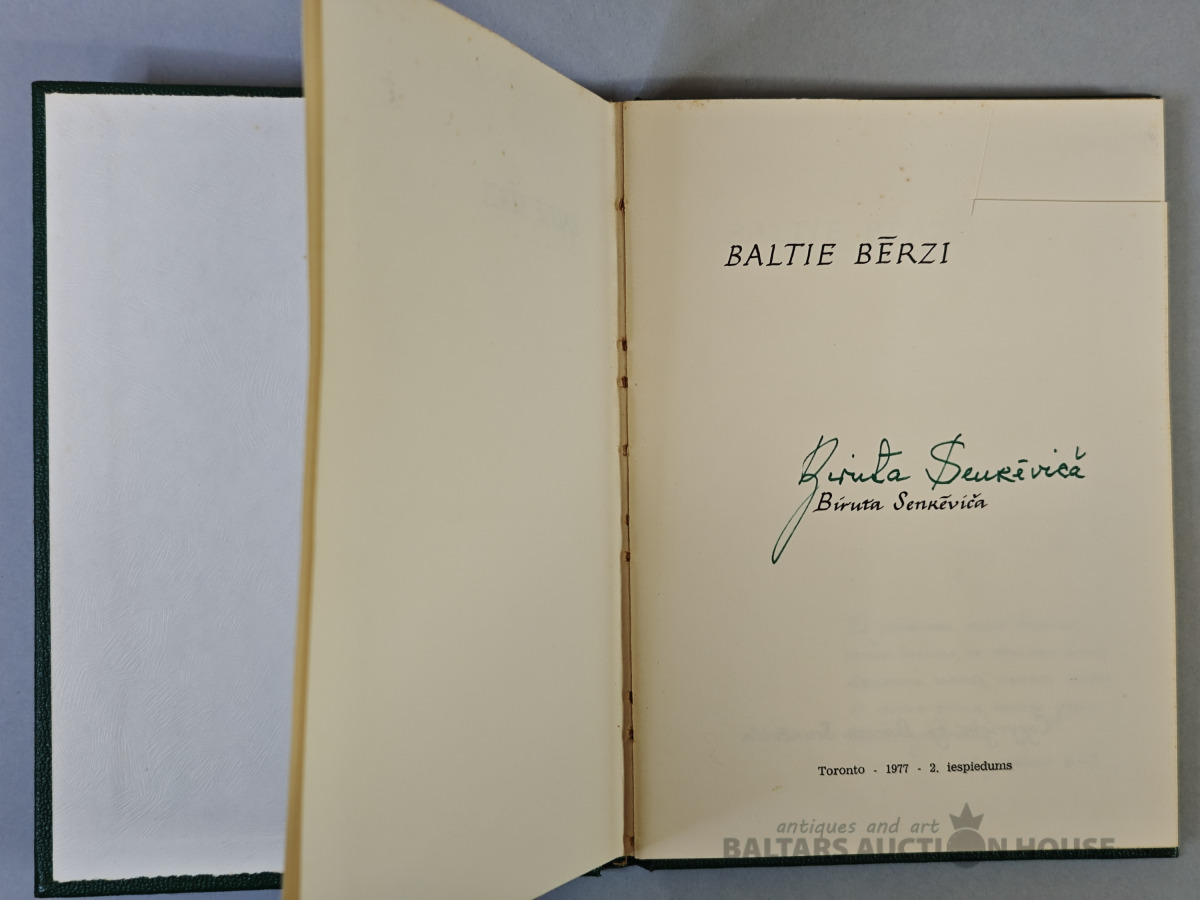 BALTIE BĒRZI
Biruta Senkēviča
Biruta Senkēviča
Toronto - 1977 - 2. iespiedums
antiques and art
BALTARS AUCTION HOUSE